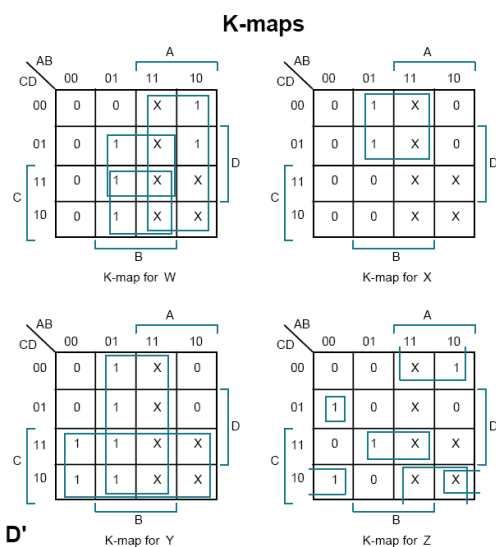 K-maps
AB A
CD 00 01 11 10
00 0 0 X 1
01 0 1 X 1
D
C 11 0 1 X X
10 0 1 X X
B
K-map for W
AB A
CD 00 01 11 10
00 0 1 X 0
01 0 1 X 0
D
C 11 0 0 X X
10 0 0 X X
B
K-map for X
AB A
CD 00 01 11 10
00 0 1 X 0
01 0 1 X 0
D
C 11 1 1 X X
10 1 1 X X
B
K-map for Y
D'
AB A
CD 00 01 11 10
00 0 0 X 1
01 1 0 X 0
D
C 11 0 1 X X
10 1 0 X X
B
K-map for Z